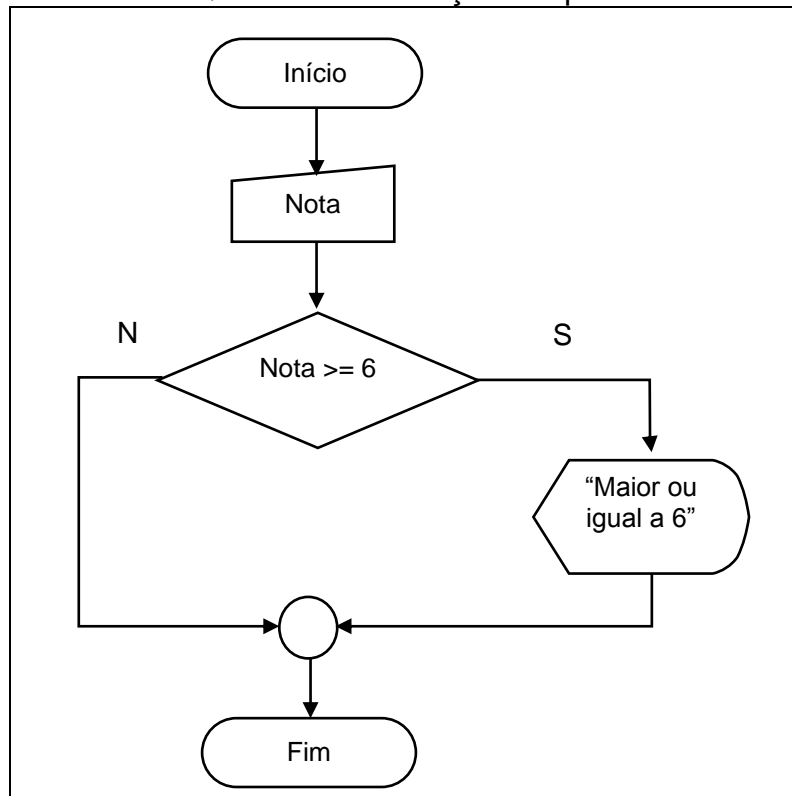 Início
Nota
N
S
Nota >= 6
“Maior ou
igual a 6”
Fim